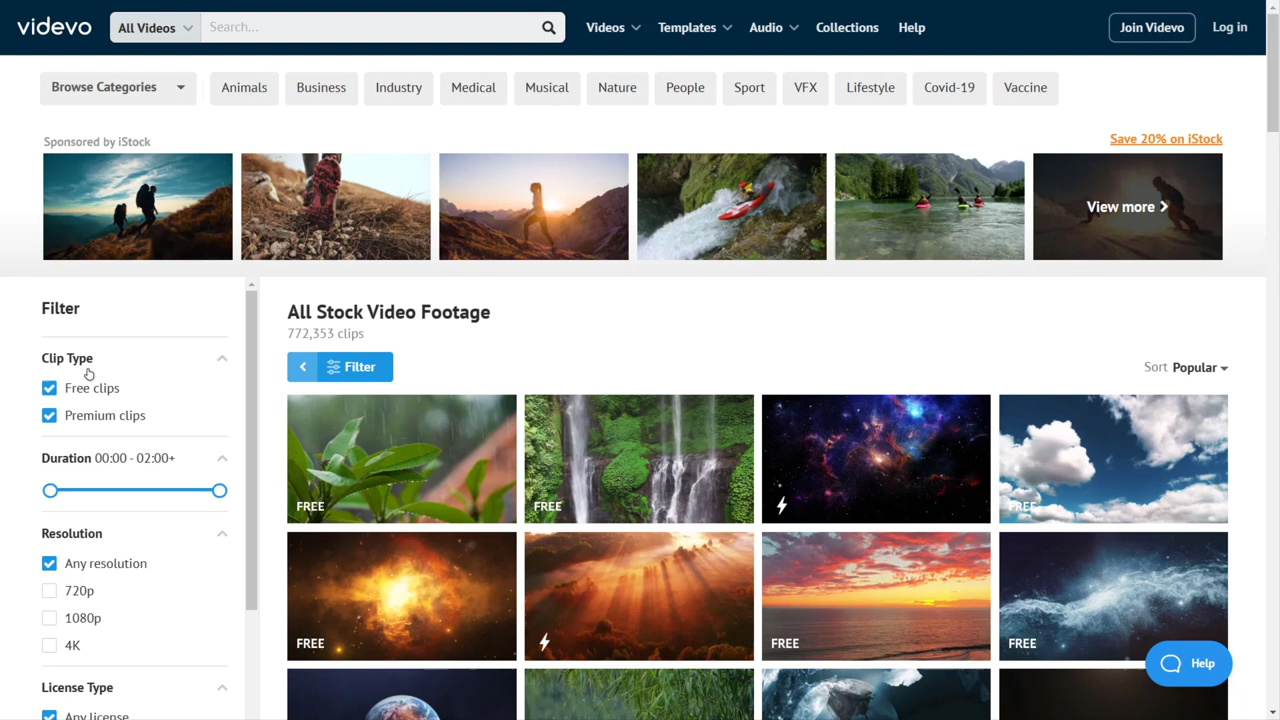 videvo
All Videos
Search...
Videos
Templates
Audio
Collections
Help
Join Videvo
Log in
Browse Categories
Animals
Business
Industry
Medical
Musical
Nature
People
Sport
VFX
Lifestyle
Covid-19
Vaccine
Sponsored by iStock
Save 20% on iStock
View more
Filter
Clip Type
Free clips
Premium clips
Duration 00:00 - 02:00+
Resolution
Any resolution
720p
1080p
4K
License Type
Any license
All Stock Video Footage
772,353 clips
Filter
Sort Popular
FREE
FREE
FREE
FREE
FREE
FREE
Help